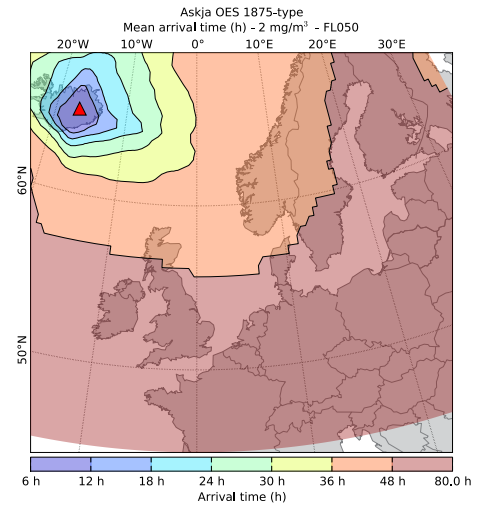 Askja OES 1875-type
Mean arrival time (h) - 2 mg/m³ - FL050
20°W 10°W 0° 10°E 20°E 30°E
60°N
50°N
6 h 12 h 18 h 24 h 30 h 36 h 48 h 80.0 h
Arrival time (h)